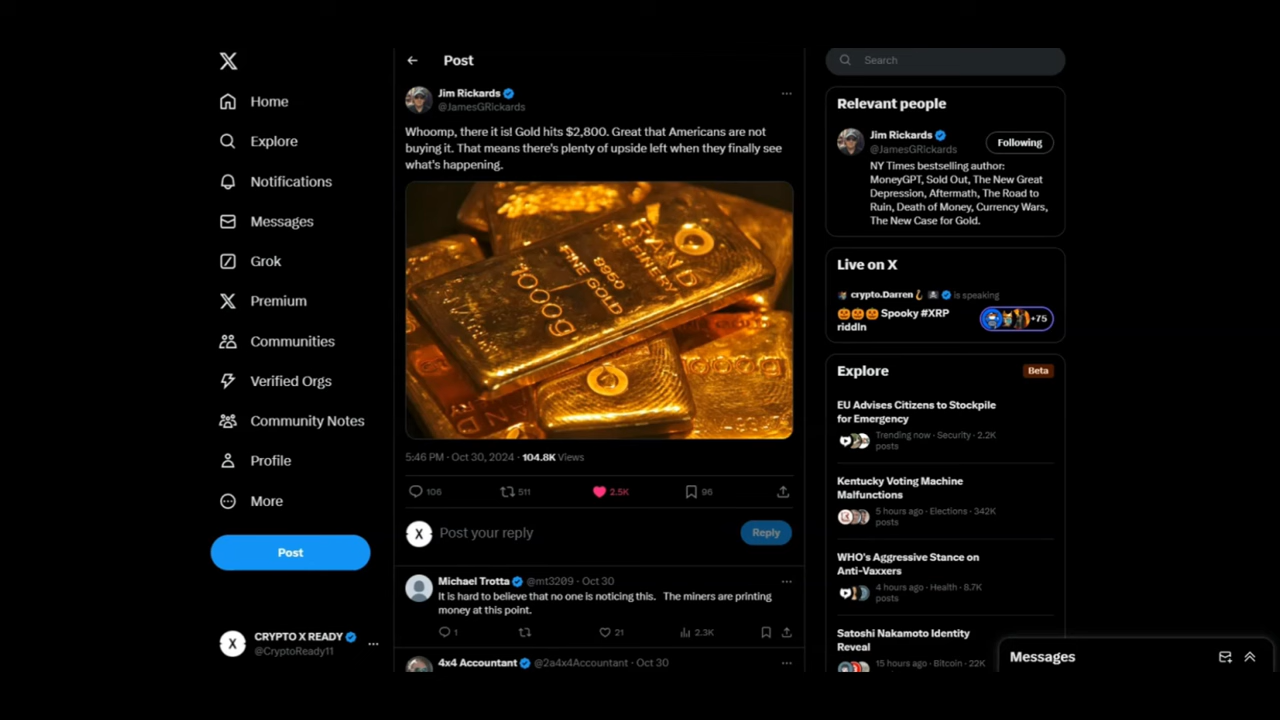 Home
Explore
Notifications
Messages
Grok
Premium
Communities
Verified Orgs
Community Notes
Profile
More
Post
CRYPTO X READY
@CryptoReady11
Post
Jim Rickards
@JamesGRickards
Whoomp, there it is! Gold hits $2,800. Great that Americans are not
buying it. That means there's plenty of upside left when they finally see
what's happening.
RAND
REFINERY
9950
FINE GOLD
1000g
1000g
5:46 PM · Oct 30, 2024 · 104.8K Views
106 511 2.5K 96
X Post your reply Reply
Michael Trotta @mt3209 · Oct 30
It is hard to believe that no one is noticing this. The miners are printing
money at this point.
1 21 2.3K
4x4 Accountant @2a4x4Accountant · Oct 30
Search
Relevant people
Jim Rickards
@JamesGRickards
Following
NY Times bestselling author:
MoneyGPT, Sold Out, The New Great
Depression, Aftermath, The Road to
Ruin, Death of Money, Currency Wars,
The New Case for Gold.
Live on X
crypto.Darren is speaking
🎃🎃🎃 Spooky #XRP
riddln
+75
Explore
Beta
EU Advises Citizens to Stockpile
for Emergency
Trending now · Security · 2.2K
posts
Kentucky Voting Machine
Malfunctions
5 hours ago · Elections · 342K
posts
WHO's Aggressive Stance on
Anti-Vaxxers
4 hours ago · Health · 8.7K
posts
Satoshi Nakamoto Identity
Reveal
15 hours ago · Bitcoin · 22K
Messages